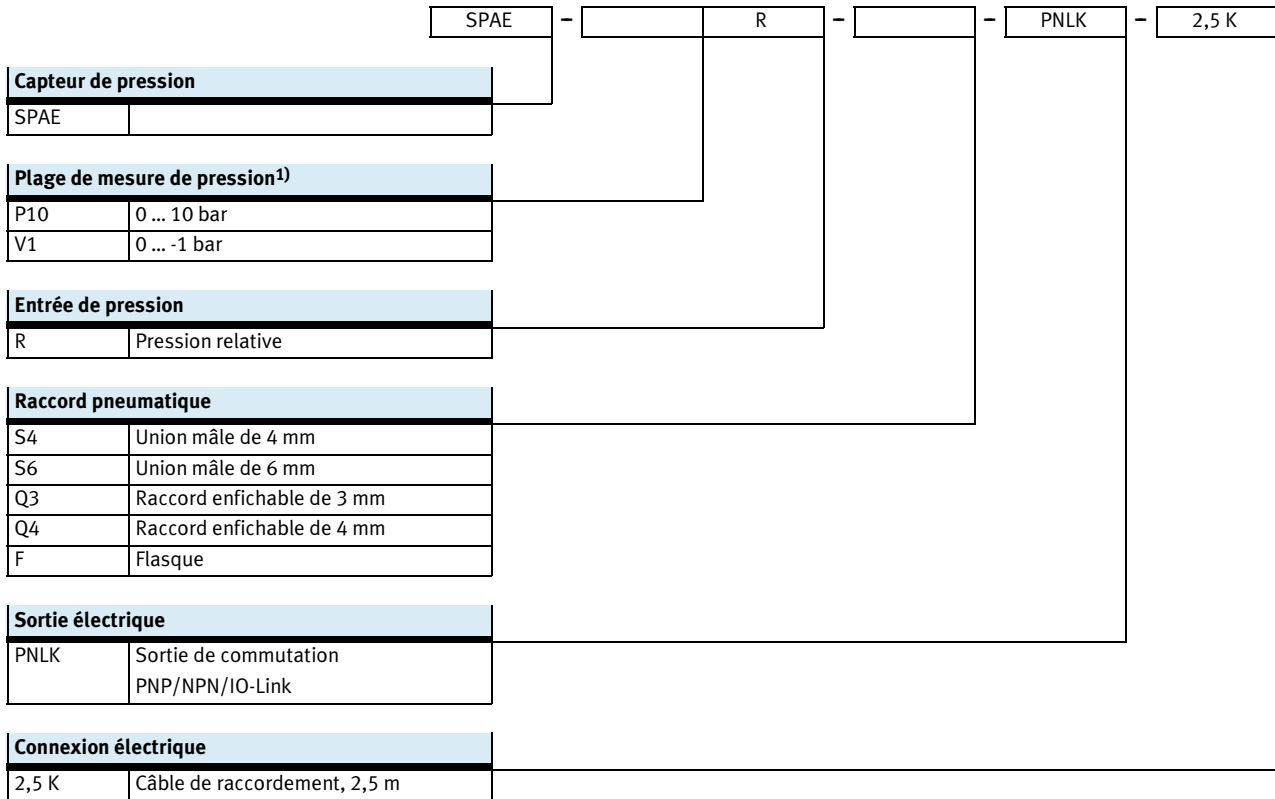 SPAE – R – – PNLK – 2,5 K
Capteur de pression
SPAE
Plage de mesure de pression1)
P10 0 ... 10 bar
V1 0 ... -1 bar
Entrée de pression
R Pression relative
Raccord pneumatique
S4 Union mâle de 4 mm
S6 Union mâle de 6 mm
Q3 Raccord enfichable de 3 mm
Q4 Raccord enfichable de 4 mm
F Flasque
Sortie électrique
PNLK Sortie de commutation
PNP/NPN/IO-Link
Connexion électrique
2,5 K Câble de raccordement, 2,5 m